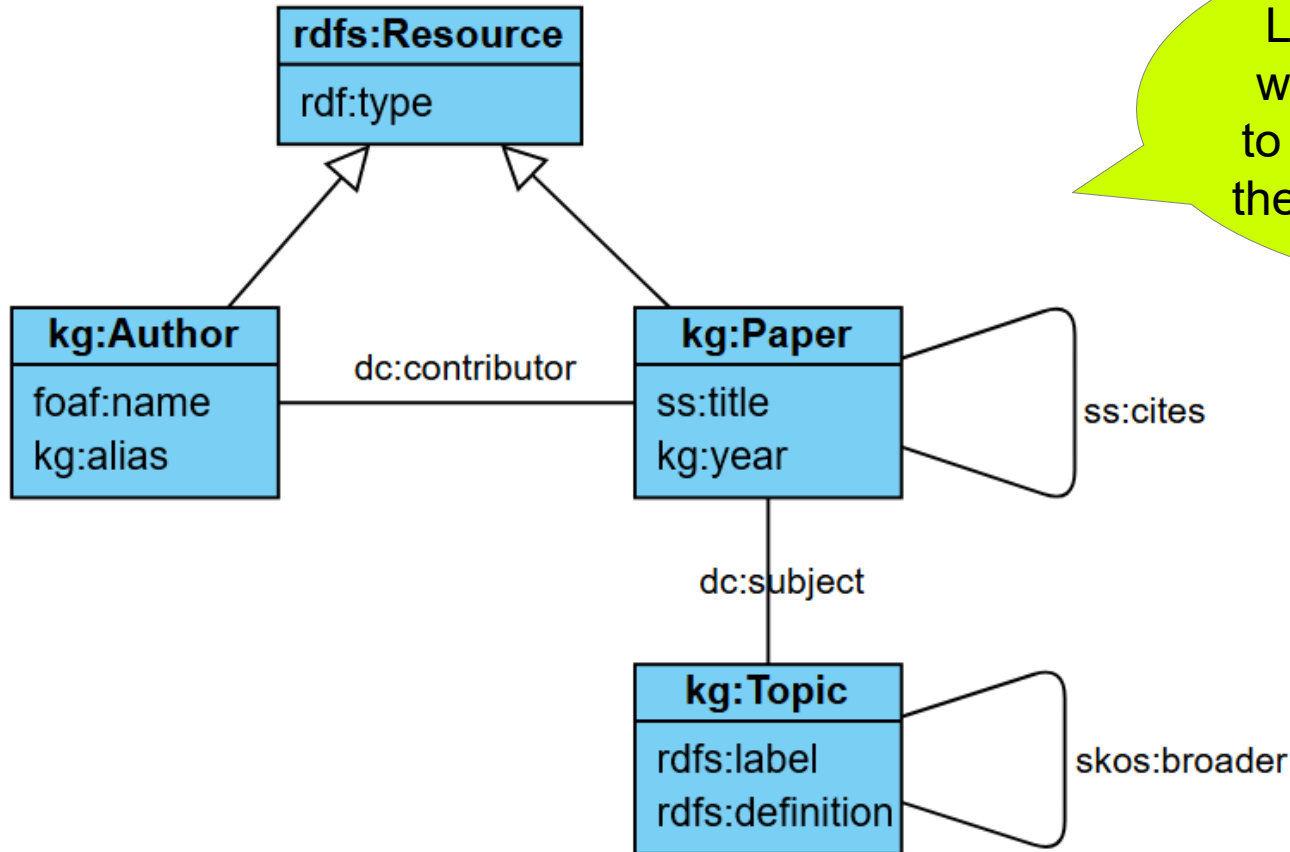 rdfs:Resource
rdf:type
w
to
the
kg:Author
foaf:name
kg:alias
dc:contributor
kg:Paper
ss:title
kg:year
ss:cites
dc:subject
kg:Topic
rdfs:label
rdfs:definition
skos:broader